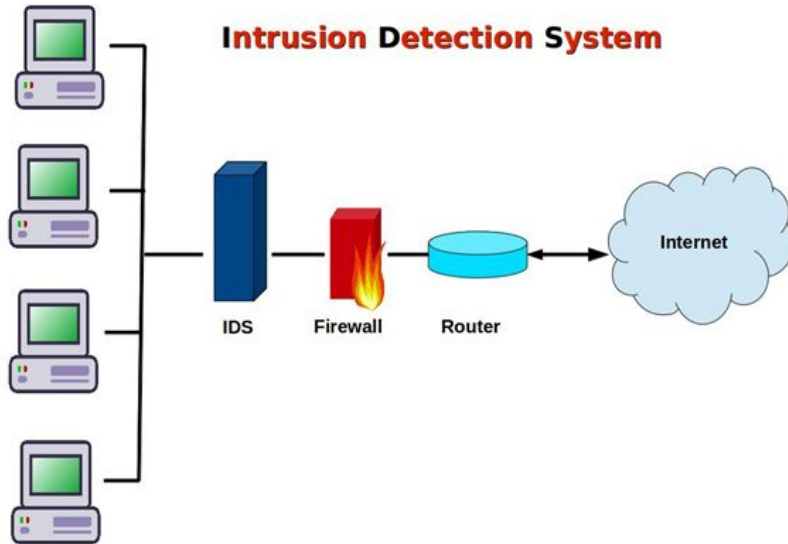 Intrusion Detection System
Internet
IDS
Firewall
Router